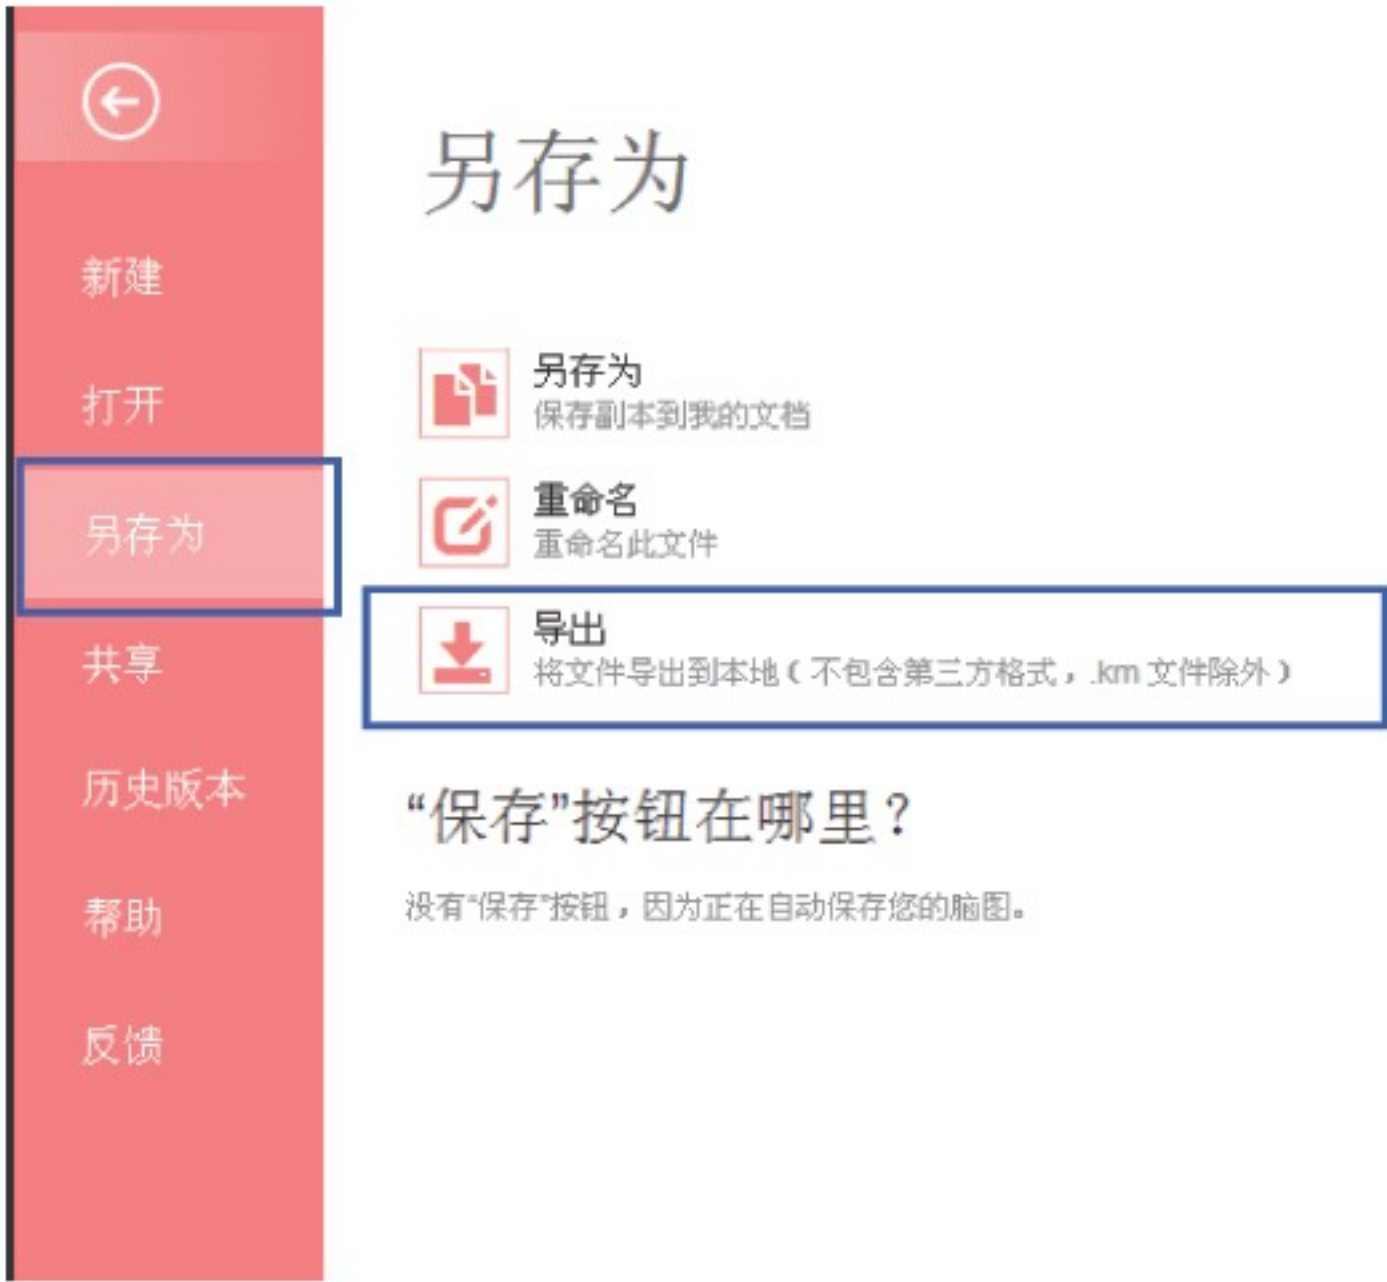 另存为
新建
打开
另存为
共享
历史版本
帮助
反馈
另存为
保存副本到我的文档
重命名
重命名此文件
导出
将文件导出到本地（不包含第三方格式，.km 文件除外）
“保存”按钮在哪里？
没有“保存”按钮，因为正在自动保存您的脑图。